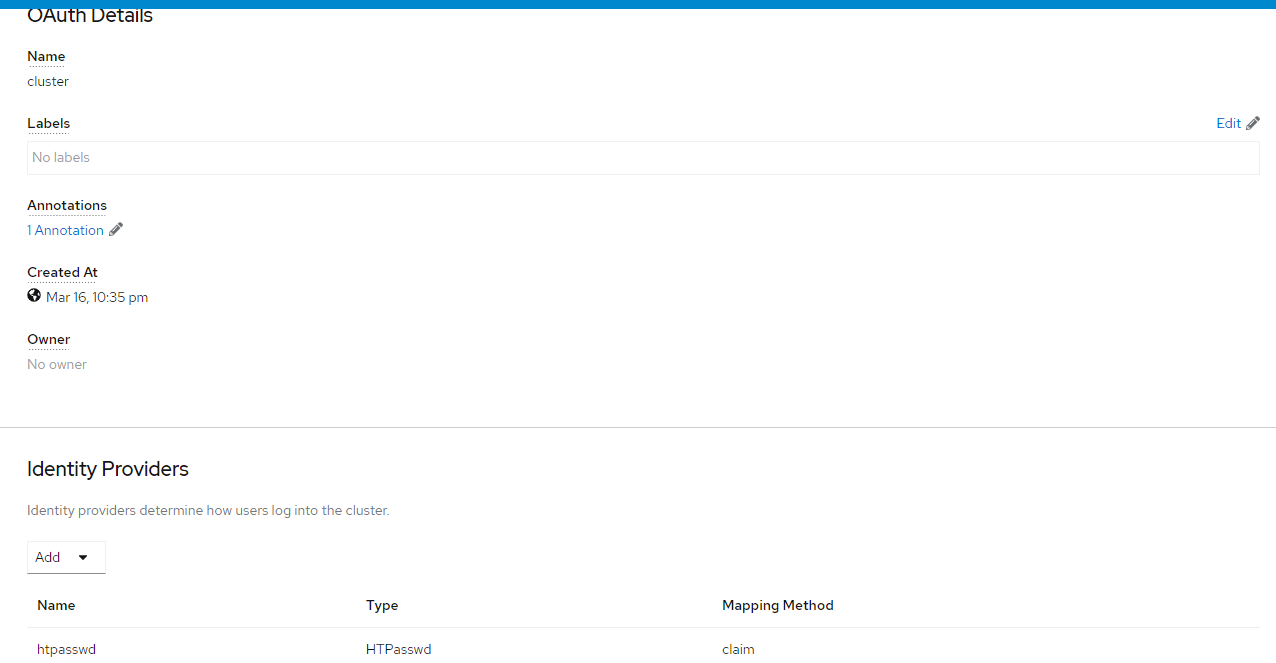 OAuth Details
Name
cluster
Labels
Edit
No labels
Annotations
1 Annotation
Created At
Mar 16, 10:35 pm
Owner
No owner
Identity Providers
Identity providers determine how users log into the cluster.
Add
Name Type Mapping Method
htpasswd HTPasswd claim